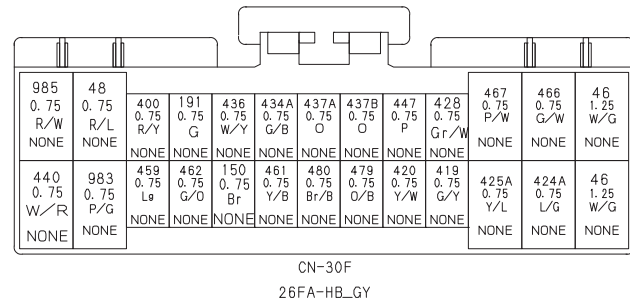 985 48 400 191 436 434A 437A 437B 447 428 467 466 46
0.75 0.75 0.75 0.75 0.75 0.75 0.75 0.75 0.75 0.75 0.75 0.75 1.25
R/W R/L R/Y G W/Y G/B O O P Gr/W P/W G/W W/G
NONE NONE NONE NONE NONE NONE NONE NONE NONE NONE NONE NONE NONE
440 983 459 462 150 461 480 479 420 419 425A 424A 46
0.75 0.75 0.75 0.75 0.75 0.75 0.75 0.75 0.75 0.75 0.75 0.75 1.25
W/R P/G Lg G/O Br Y/B Br/B O/B Y/W G/Y Y/L L/G W/G
NONE NONE NONE NONE NONE NONE NONE NONE NONE NONE NONE NONE NONE
CN-30F
26FA-HB_GY